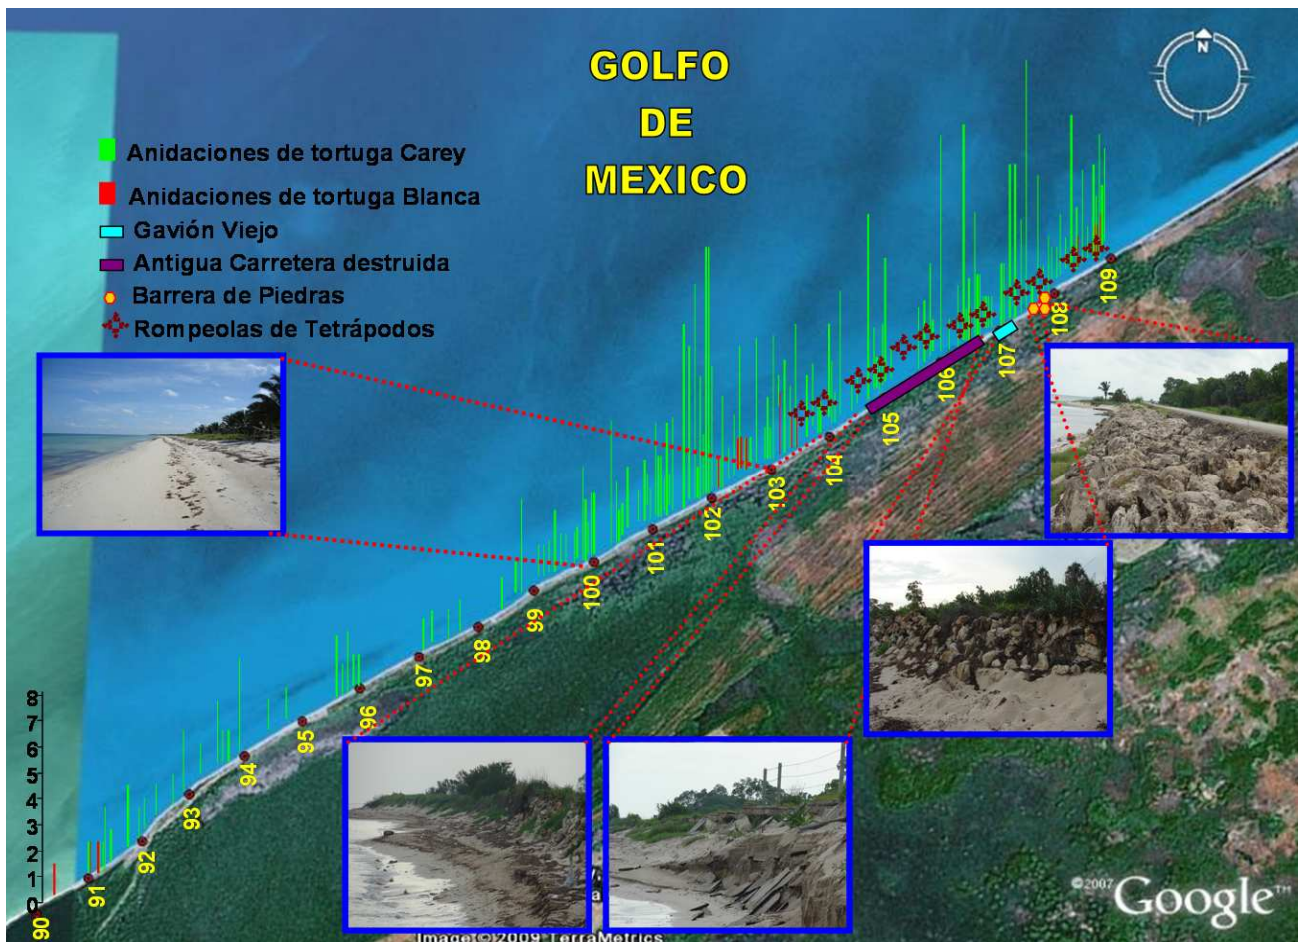 GOLFO
DE
MEXICO
N
Anidaciones de tortuga Carey
Anidaciones de tortuga Blanca
Gavión Viejo
Antigua Carretera destruida
Barrera de Piedras
Rompeolas de Tetrápodos
109
108
107
106
105
104
103
102
101
100
99
98
97
96
95
94
93
92
91
90
8
7
6
5
4
3
2
1
0
©2007 Google™
Image © 2009 TerraMetrics